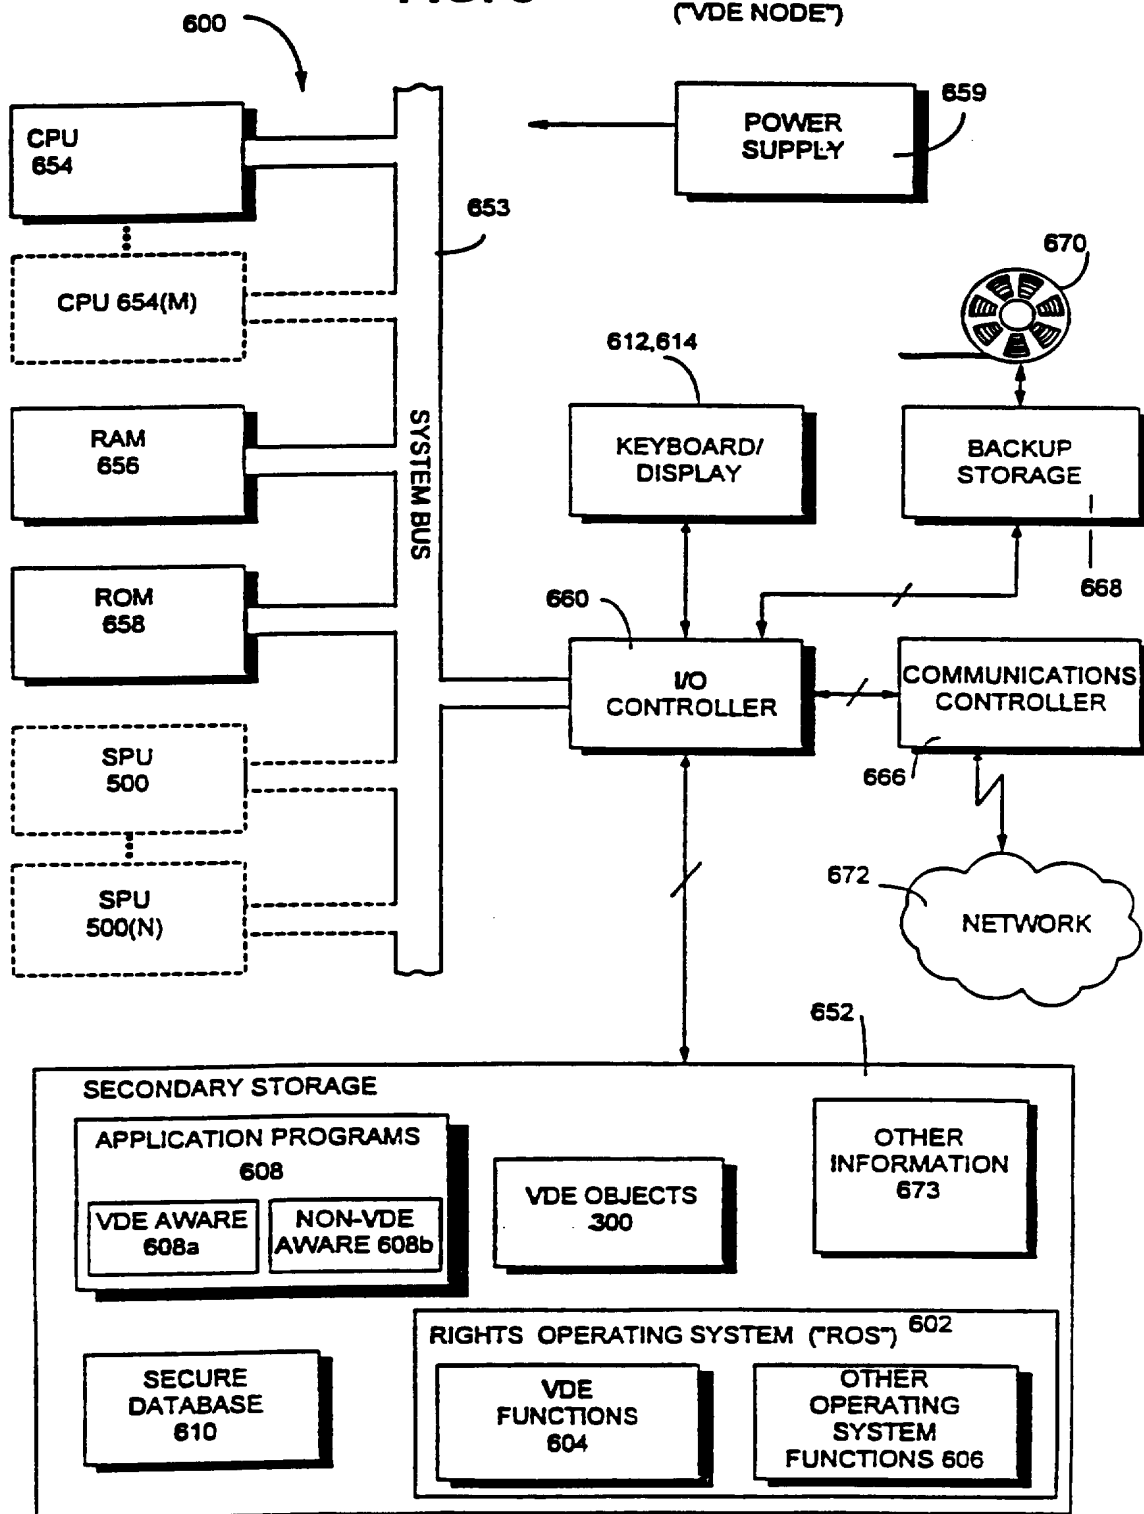 ("VDE NODE")
600
CPU
654
CPU 654(M)
RAM
656
ROM
658
SPU
500
SPU
500(N)
SYSTEM BUS
653
POWER
SUPPLY
659
670
612,614
KEYBOARD/
DISPLAY
BACKUP
STORAGE
668
660
I/O
CONTROLLER
COMMUNICATIONS
CONTROLLER
666
672
NETWORK
652
SECONDARY STORAGE
APPLICATION PROGRAMS
608
VDE AWARE
608a
NON-VDE
AWARE 608b
VDE OBJECTS
300
OTHER
INFORMATION
673
SECURE
DATABASE
610
RIGHTS OPERATING SYSTEM ("ROS") 602
VDE
FUNCTIONS
604
OTHER
OPERATING
SYSTEM
FUNCTIONS 606